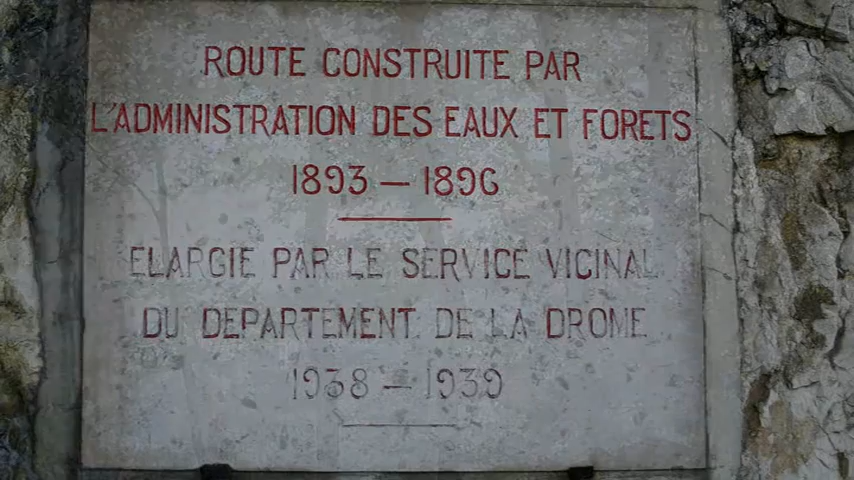 ROUTE CONSTRUITE PAR
L'ADMINISTRATION DES EAUX ET FORETS
1893 — 1896
ELARGIE PAR LE SERVICE VICINAL
DU DEPARTEMENT DE LA DROME
1938 — 1939